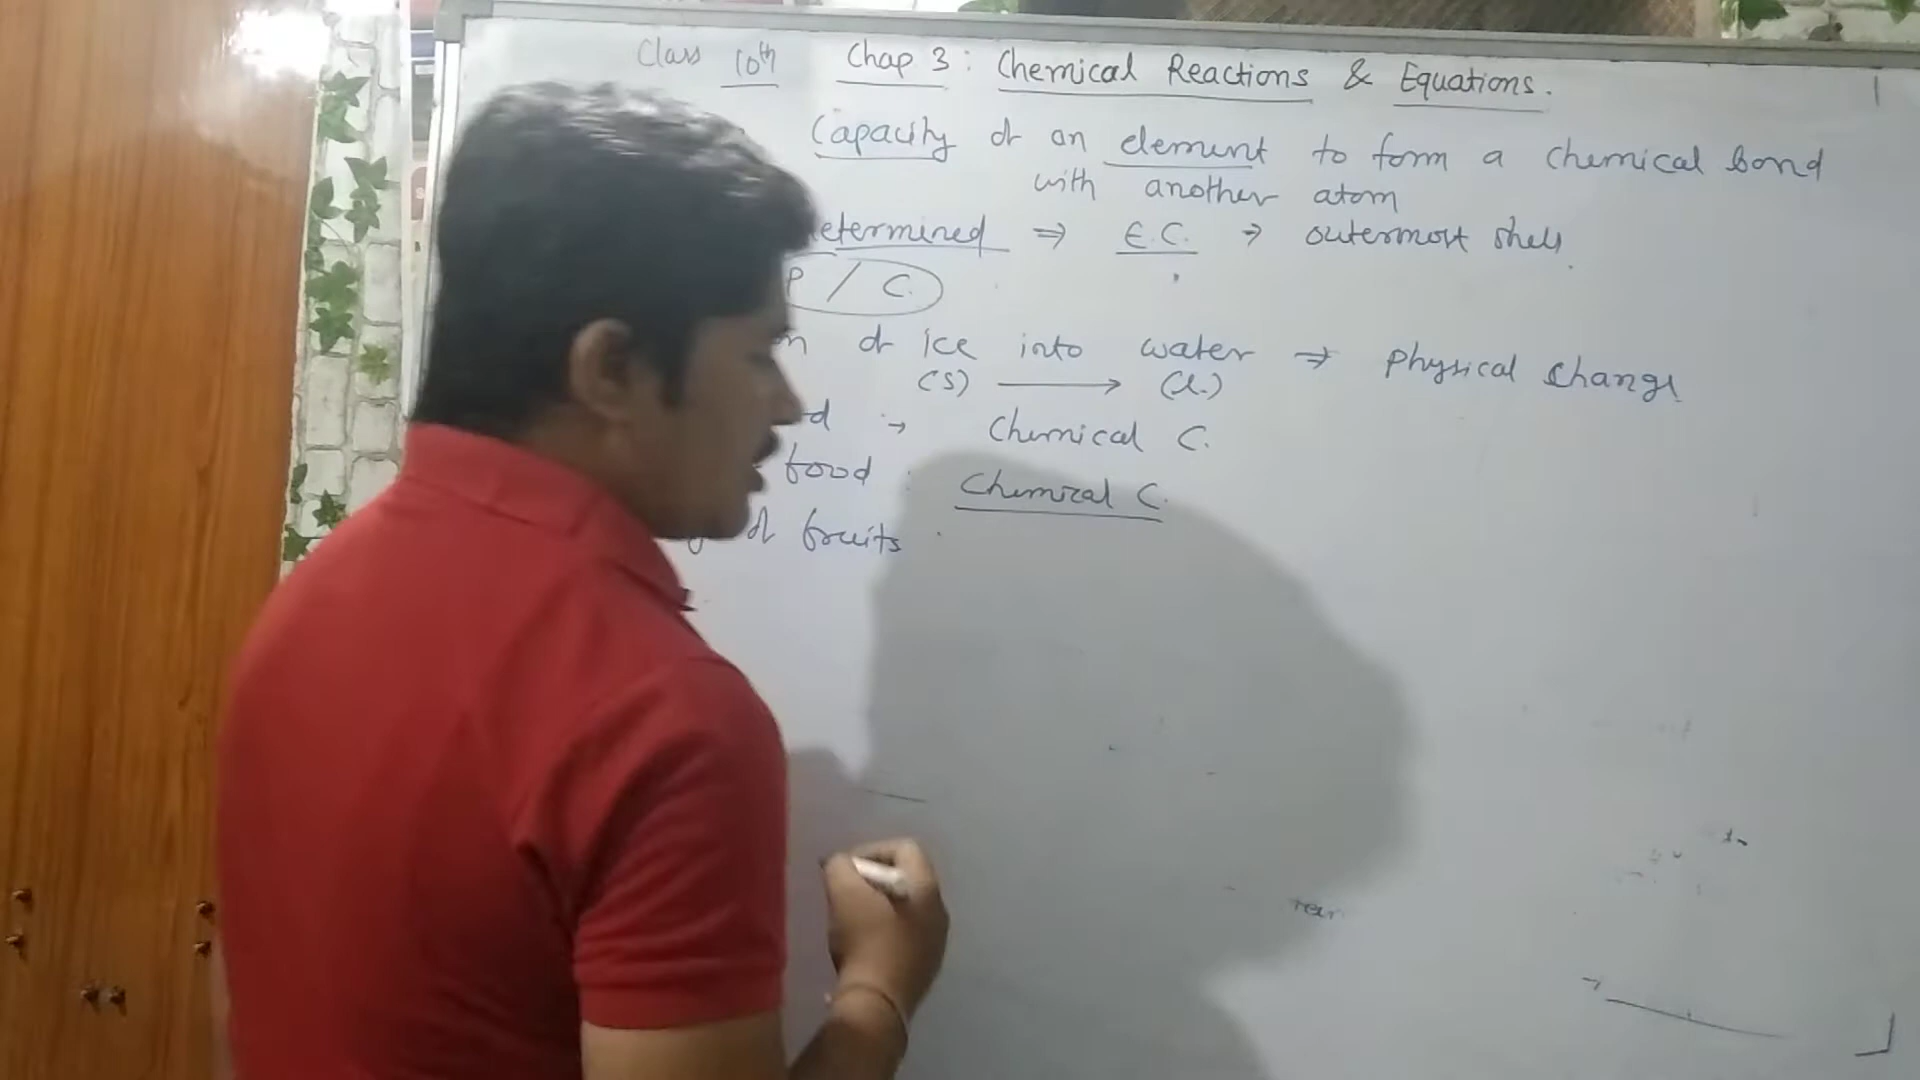 Class 10th Chap 3: Chemical Reactions & Equations.
Capacity of an element to form a chemical bond
with another atom
etermined ⇒ E.C. → outermost shell.
P / C.
n of ice into water ⇒ physical change
(S) ⟶ (l.)
d → Chemical C.
food : Chemical C.
g of fruits